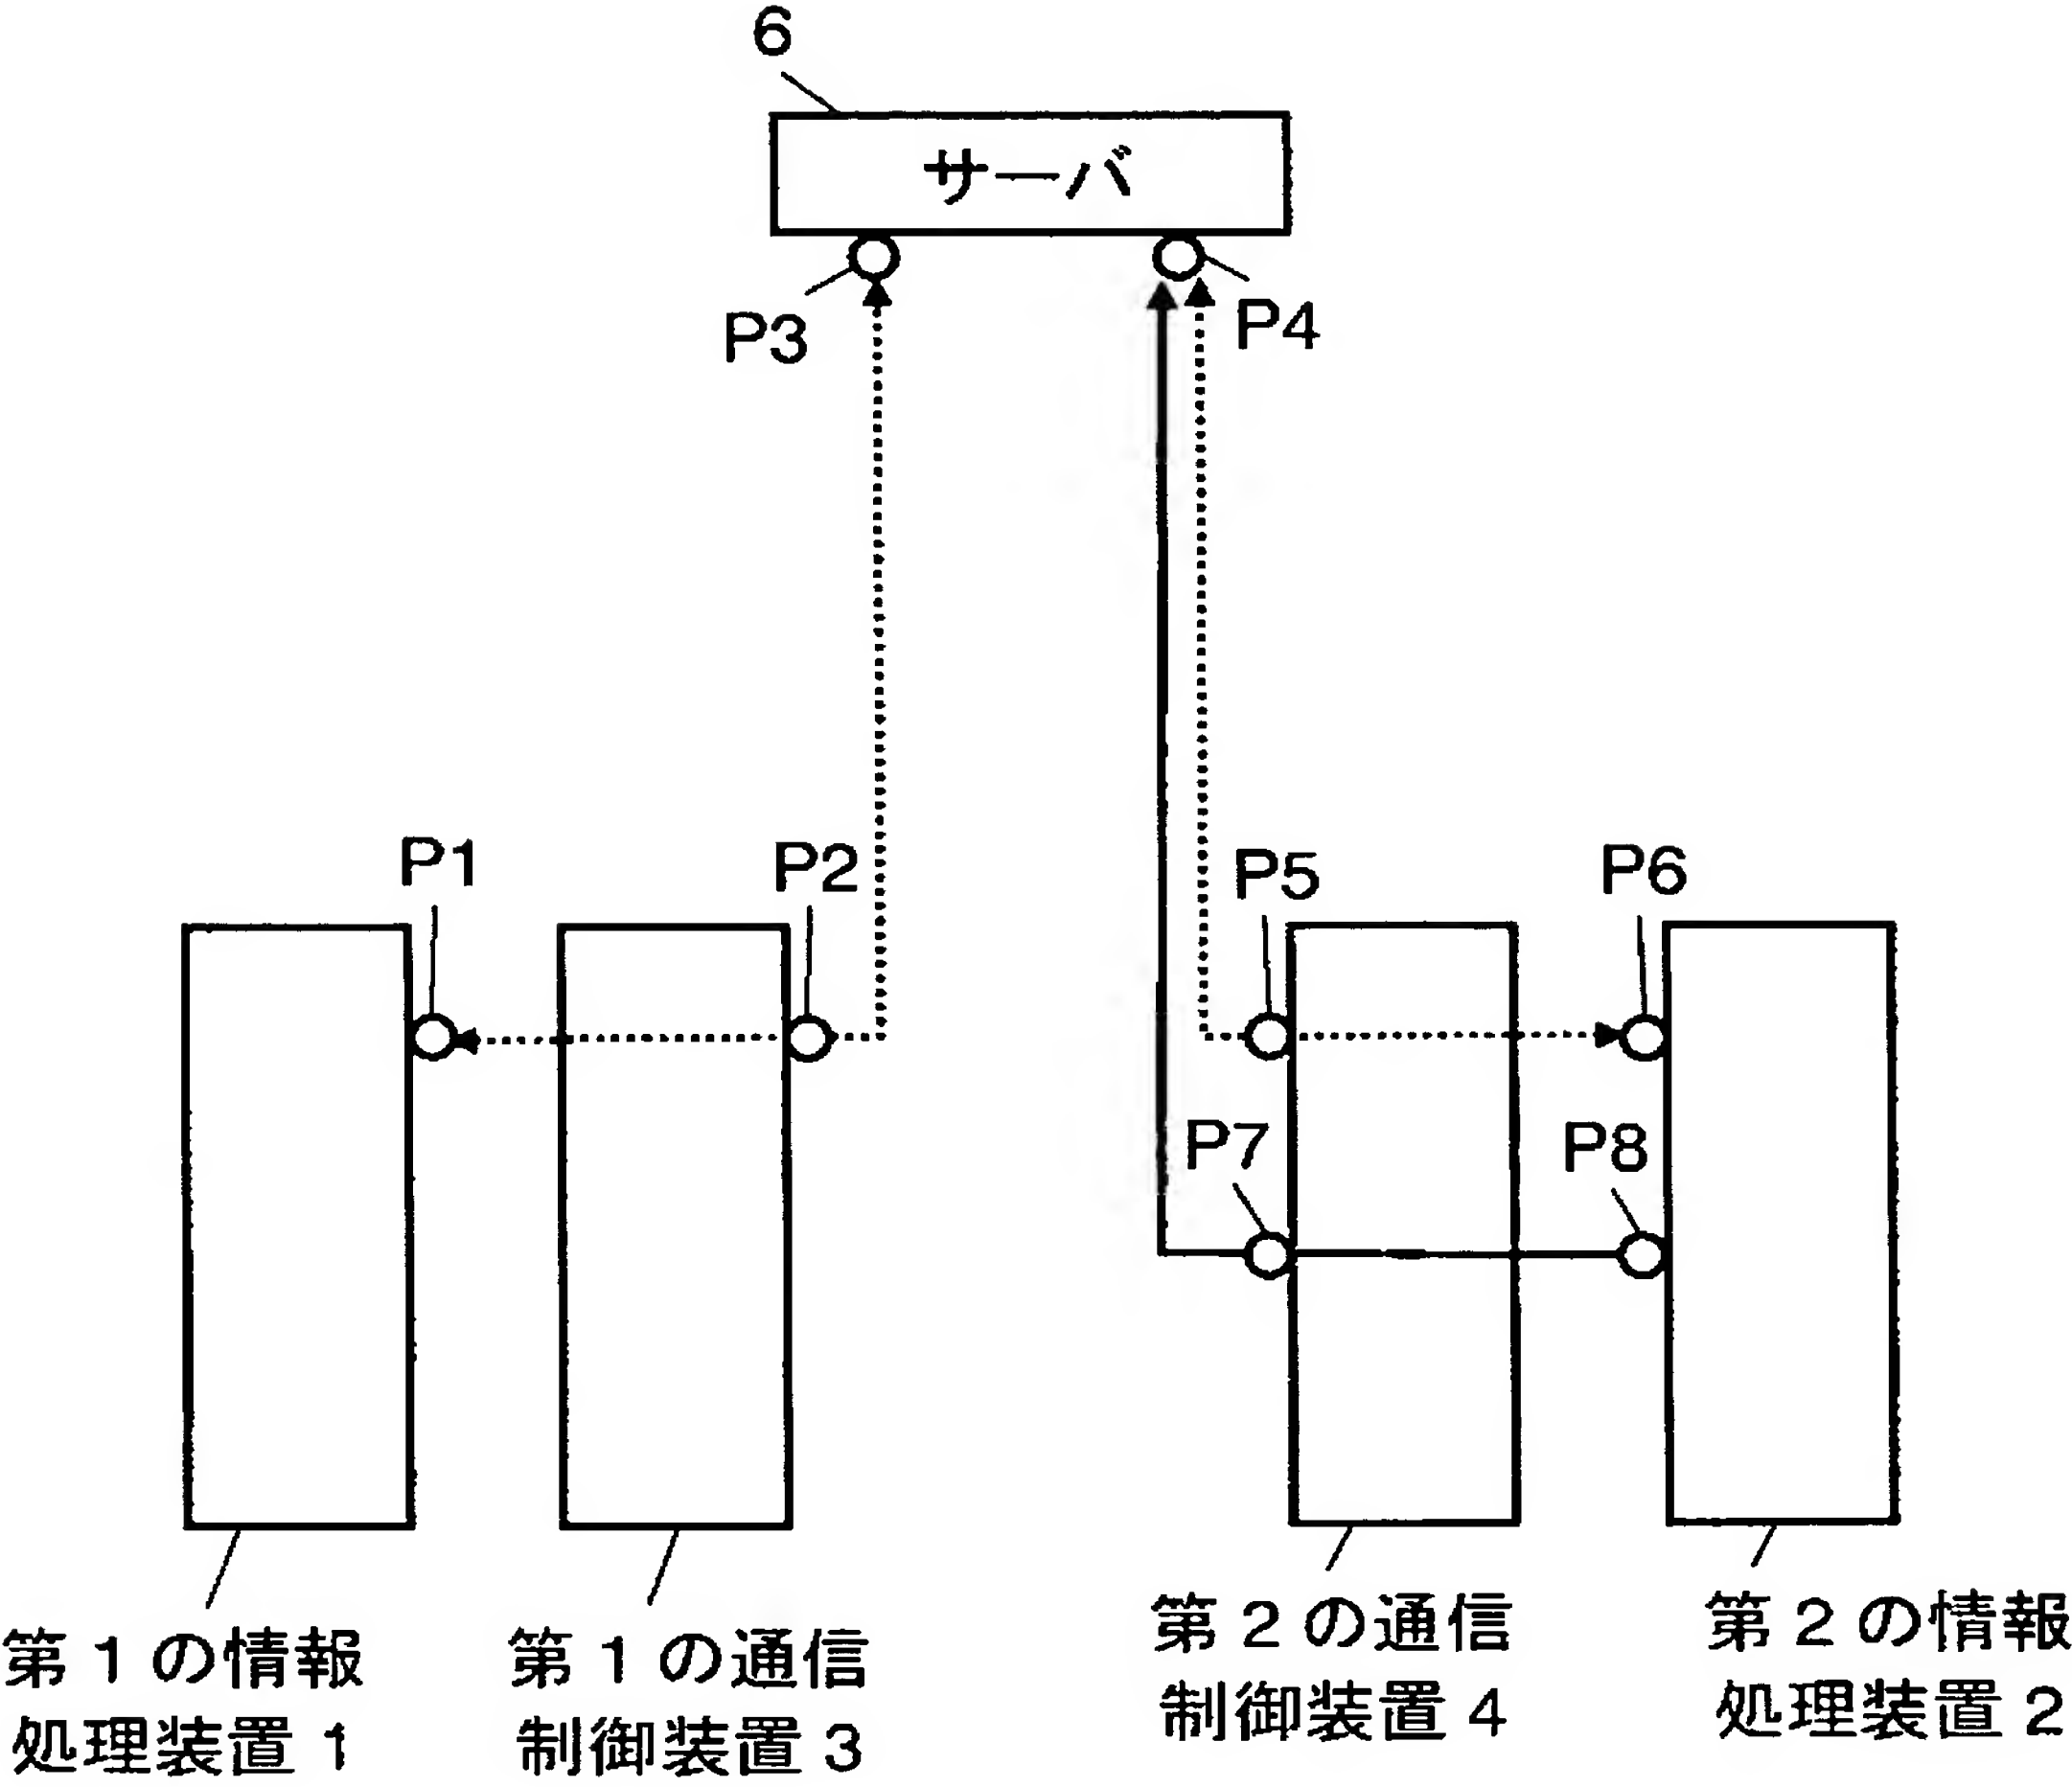 6
サーバ
P3
P4
P1
P2
P5
P6
P7
P8
第1の情報
処理装置1
第1の通信
制御装置3
第2の通信
制御装置4
第2の情報
処理装置2